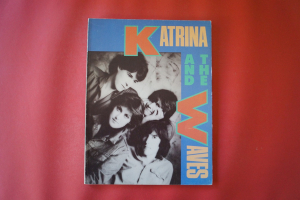 KATRINA
AND
THE
WAVES